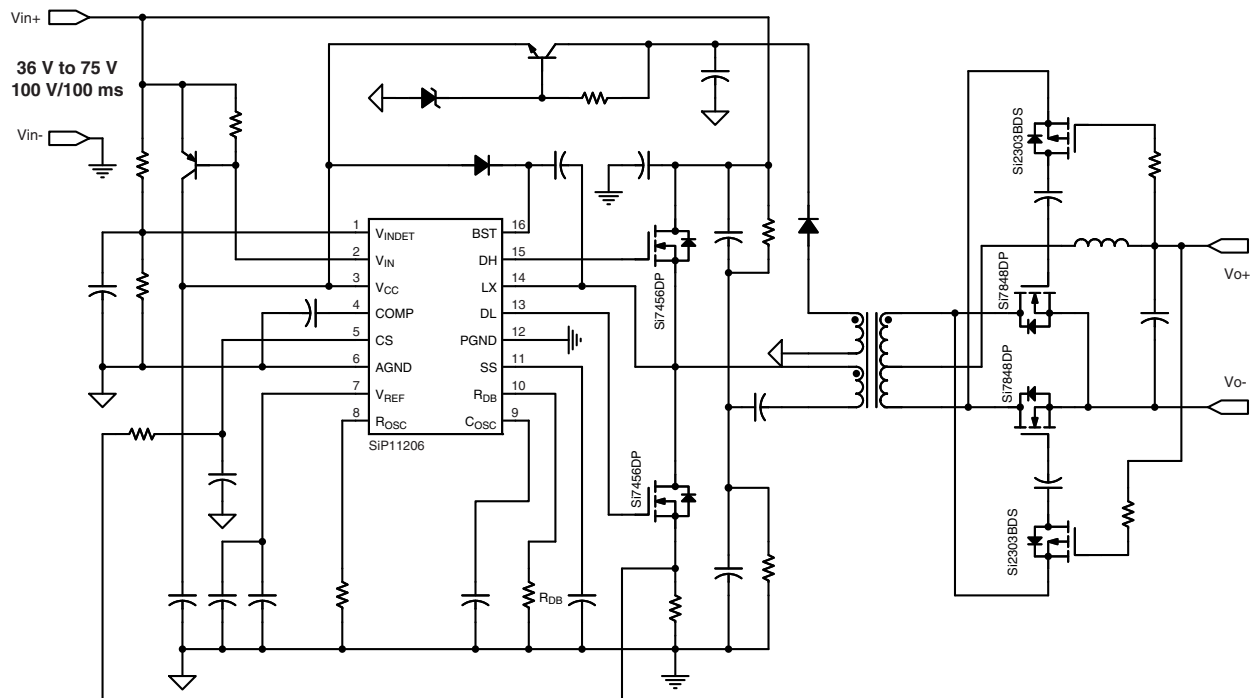 Vin+
36 V to 75 V
100 V/100 ms
Vin-
1 VINDET
2 VIN
3 VCC
4 COMP
5 CS
6 AGND
7 VREF
8 ROSC
BST 16
DH 15
LX 14
DL 13
PGND 12
SS 11
RDB 10
COSC 9
SiP11206
RDB
Si7456DP
Si7456DP
Si2303BDS
Si7848DP
Si7848DP
Si2303BDS
Vo+
Vo-